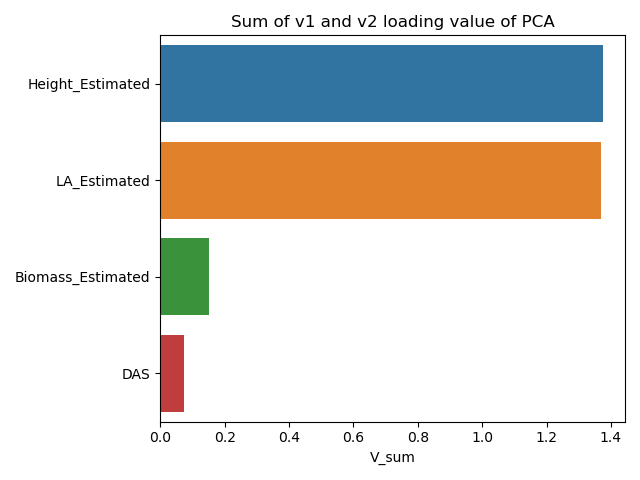 Sum of v1 and v2 loading value of PCA
Height_Estimated
LA_Estimated
Biomass_Estimated
DAS
0.0 0.2 0.4 0.6 0.8 1.0 1.2 1.4
V_sum